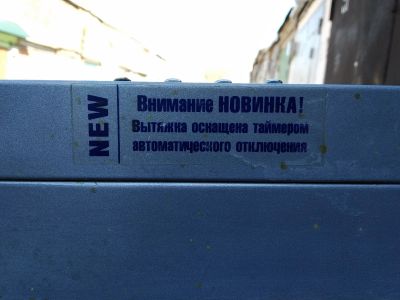 NEW
Внимание НОВИНКА!
Вытяжка оснащена таймером
автоматического отключения